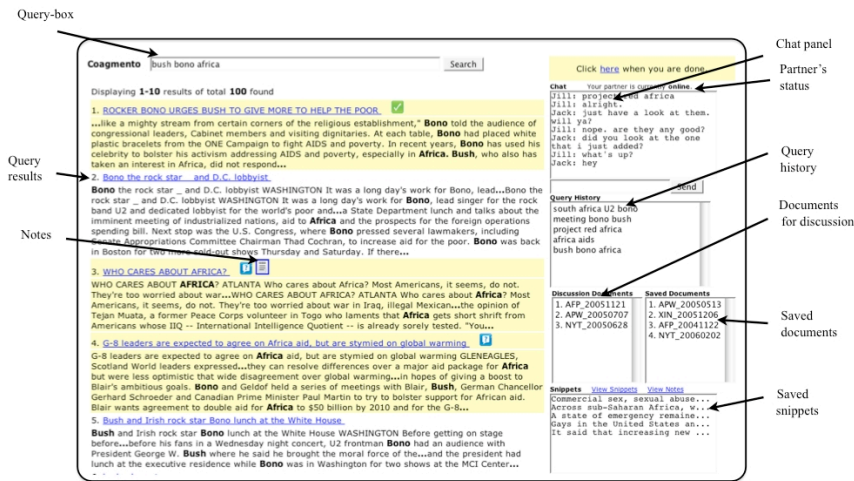 Query-box
Chat panel
Partner's
status
Query
history
Documents
for discussion
Saved
documents
Saved
snippets
Query
results
Notes
Coagmento
bush bono africa
Search
Displaying 1-10 results of total 100 found
1. ROCKER BONO URGES BUSH TO GIVE MORE TO HELP THE POOR
...like a mighty stream from certain corners of the religious establishment," Bono told the audience of
congressional leaders, Cabinet members and visiting dignitaries. At each table, Bono had placed white
plastic bracelets from the ONE Campaign to fight AIDS and poverty. In recent years, Bono has used his
celebrity to bolster his activism addressing AIDS and poverty, especially in Africa. Bush, who also has
taken an interest in Africa, did not respond...
2. Bono the rock star _ and D.C. lobbyist
Bono the rock star _ and D.C. lobbyist WASHINGTON It was a long day's work for Bono, lead...Bono the
rock star _ and D.C. lobbyist WASHINGTON It was a long day's work for Bono, lead singer for the rock
band U2 and dedicated lobbyist for the world's poor and...a State Department lunch and talks about the
imminent meeting of industrialized nations, aid to Africa and the prospects for the foreign operations
spending bill. Next stop was the U.S. Congress, where Bono pressed several lawmakers, including
Senate Appropriations Committee Chairman Thad Cochran, to increase aid for the poor. Bono was back
in Boston for two more sold-out shows Thursday and Saturday. If there...
3. WHO CARES ABOUT AFRICA?
WHO CARES ABOUT AFRICA? ATLANTA Who cares about Africa? Most Americans, it seems, do not.
They're too worried about war...WHO CARES ABOUT AFRICA? ATLANTA Who cares about Africa? Most
Americans, it seems, do not. They're too worried about war in Iraq, illegal Mexican...the opinion of
Tejan Muata, a former Peace Corps volunteer in Togo who laments that Africa gets short shrift from
Americans whose IIQ -- International Intelligence Quotient -- is already sorely tested. "You...
4. G-8 leaders are expected to agree on Africa aid, but are stymied on global warming
G-8 leaders are expected to agree on Africa aid, but are stymied on global warming GLENEAGLES,
Scotland World leaders expressed...they can resolve differences over a major aid package for Africa
but were less optimistic that wide disagreement over global warming...in hopes of giving a boost to
Blair's ambitious goals. Bono and Geldof held a series of meetings with Blair, Bush, German Chancellor
Gerhard Schroeder and Canadian Prime Minister Paul Martin to try to bolster support for African aid.
Blair wants agreement to double aid for Africa to $50 billion by 2010 and for the G-8...
5. Bush and Irish rock star Bono lunch at the White House
Bush and Irish rock star Bono lunch at the White House WASHINGTON Before getting on stage
before...before his fans in a Wednesday night concert, U2 frontman Bono had an audience with
President George W. Bush where he said he brought the moral force of the...and the president had
lunch at the executive residence while Bono was in Washington for two shows at the MCI Center...
Click here when you are done
Chat Your partner is currently online.
Jill: project red africa
Jill: alright.
Jack: just have a look at them.
will ya?
Jill: nope. are they any good?
Jack: did you look at the one
that i just added?
Jill: what's up?
Jack: hey
Send
Query History
south africa U2 bono
meeting bono bush
project red africa
africa aids
bush bono africa
Discussion Documents
1. AFP_20051121
2. APW_20050707
3. NYT_20050628
Saved Documents
1. APW_20050513
2. XIN_20051206
3. AFP_20041122
4. NYT_20060202
Snippets View Snippets View Notes
Commercial sex, sexual abuse...
Across sub-Saharan Africa, w...
A state of emergency remaine...
Gays in the United States an...
It said that increasing new ...